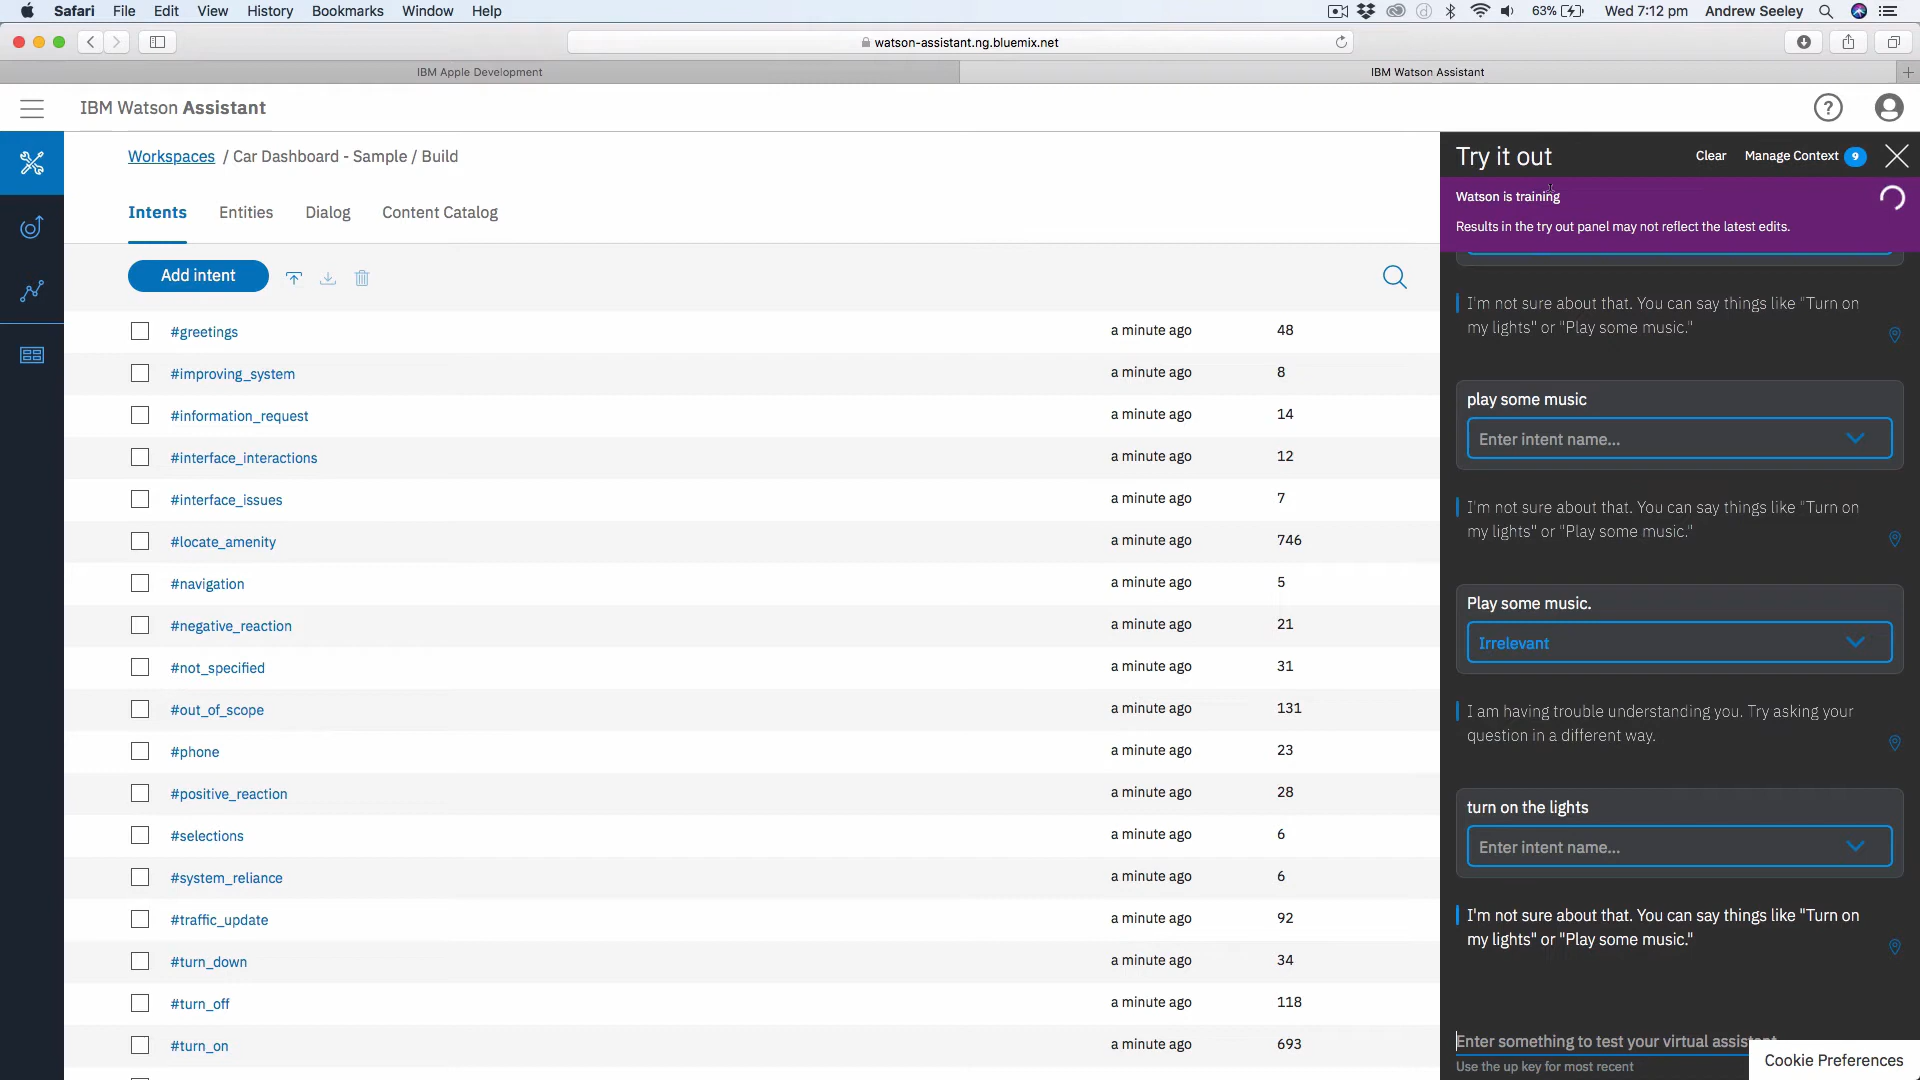 Safari File Edit View History Bookmarks Window Help 63% Wed 7:12 pm Andrew Seeley
watson-assistant.ng.bluemix.net
IBM Apple Development IBM Watson Assistant
IBM Watson Assistant
Workspaces / Car Dashboard - Sample / Build
Intents Entities Dialog Content Catalog
Add intent
#greetings a minute ago 48
#improving_system a minute ago 8
#information_request a minute ago 14
#interface_interactions a minute ago 12
#interface_issues a minute ago 7
#locate_amenity a minute ago 746
#navigation a minute ago 5
#negative_reaction a minute ago 21
#not_specified a minute ago 31
#out_of_scope a minute ago 131
#phone a minute ago 23
#positive_reaction a minute ago 28
#selections a minute ago 6
#system_reliance a minute ago 6
#traffic_update a minute ago 92
#turn_down a minute ago 34
#turn_off a minute ago 118
#turn_on a minute ago 693
Try it out Clear Manage Context 9
Watson is training
Results in the try out panel may not reflect the latest edits.
I'm not sure about that. You can say things like "Turn on
my lights" or "Play some music."
play some music
Enter intent name...
I'm not sure about that. You can say things like "Turn on
my lights" or "Play some music."
Play some music.
Irrelevant
I am having trouble understanding you. Try asking your
question in a different way.
turn on the lights
Enter intent name...
I'm not sure about that. You can say things like "Turn on
my lights" or "Play some music."
Enter something to test your virtual assistant
Use the up key for most recent
Cookie Preferences